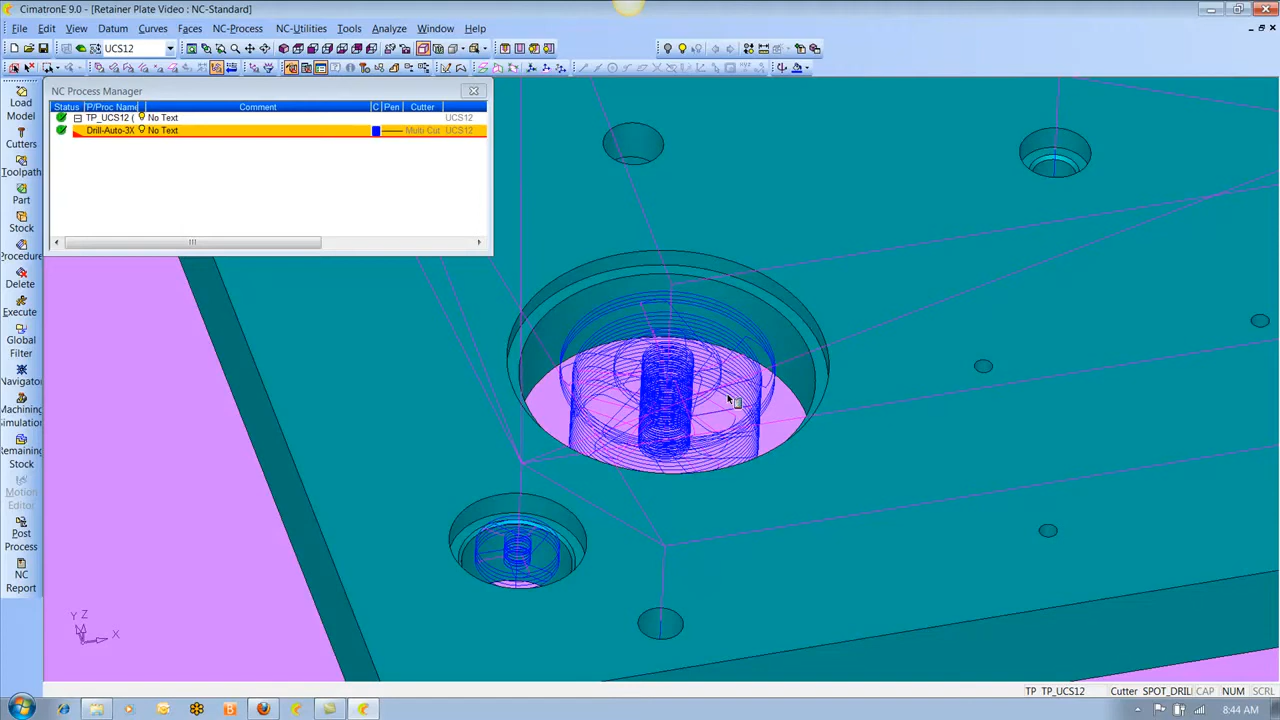 CimatronE 9.0 - [Retainer Plate Video : NC-Standard]
File Edit View Datum Curves Faces NC-Process NC-Utilities Tools Analyze Window Help
UCS12
NC Process Manager
Status P/Proc Name Comment C Pen Cutter
TP_UCS12 ( No Text UCS12
Drill-Auto-3X No Text Multi Cut UCS12
Load
Model
Cutters
Toolpath
Part
Stock
Procedure
Delete
Execute
Global
Filter
Navigator
Machining
Simulation
Remaining
Stock
Motion
Editor
Post
Process
NC
Report
Y Z
X
TP TP_UCS12 Cutter SPOT_DRIL CAP NUM SCRL
8:44 AM